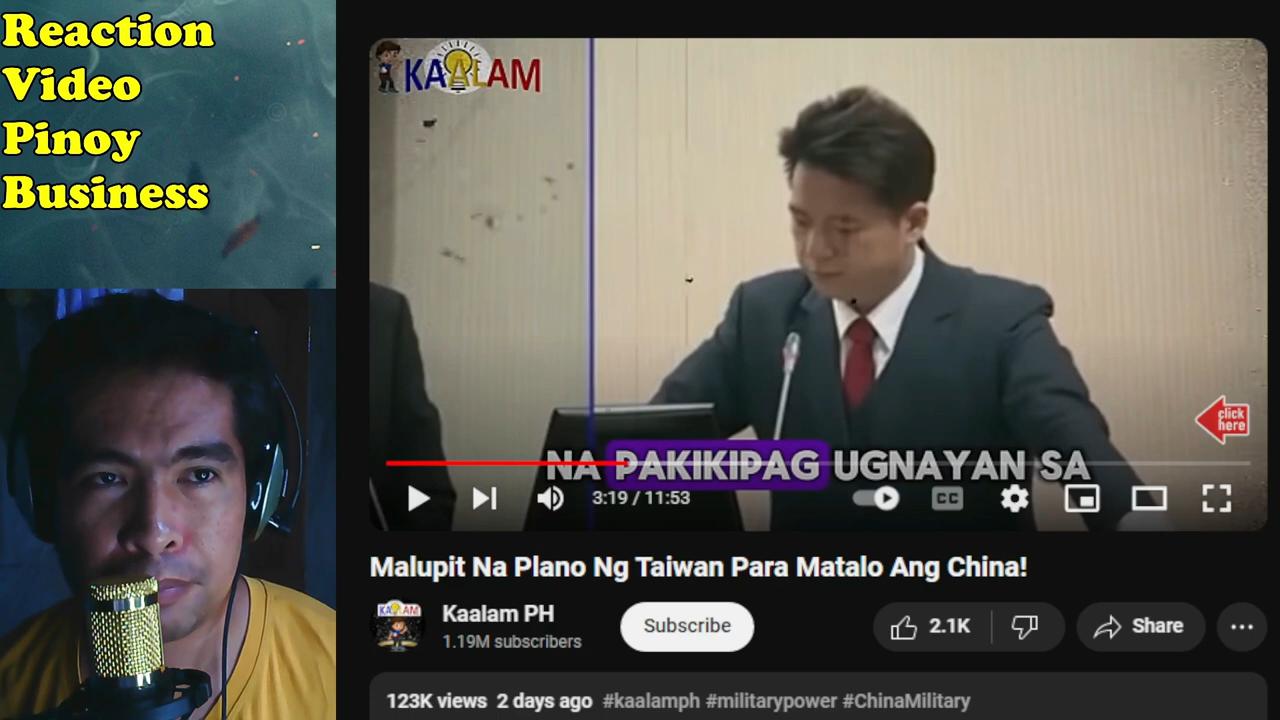 Reaction
Video
Pinoy
Business
KAALAM
click
here
NA PAKIKIPAG UGNAYAN SA
3:19 / 11:53
CC
Malupit Na Plano Ng Taiwan Para Matalo Ang China!
KAALAM
Kaalam PH
1.19M subscribers
Subscribe
2.1K
Share
123K views 2 days ago #kaalamph #militarypower #ChinaMilitary